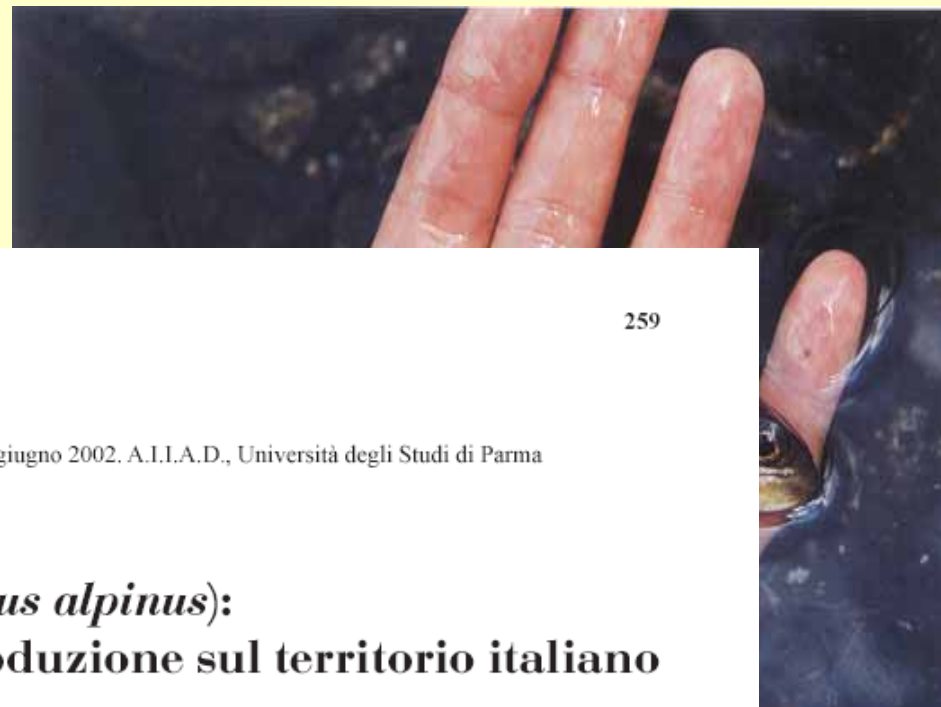 259
giugno 2002. A.I.I.A.D., Università degli Studi di Parma
us alpinus):
oduzione sul territorio italiano